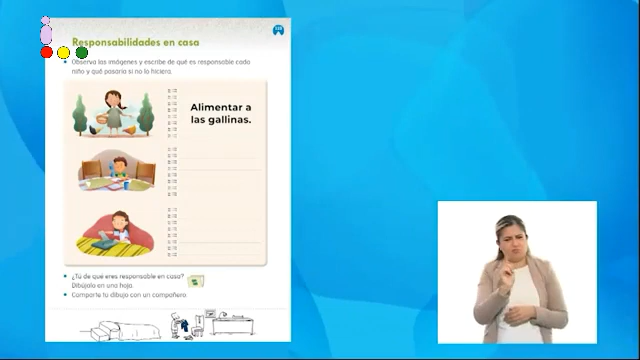 Responsabilidades en casa
Observa las imágenes y escribe de qué es responsable cada
niño y qué pasaría si no lo hiciera.
Alimentar a
las gallinas.
¿Tú de qué eres responsable en casa?
Dibújalo en una hoja.
Comparte tu dibujo con un compañero.